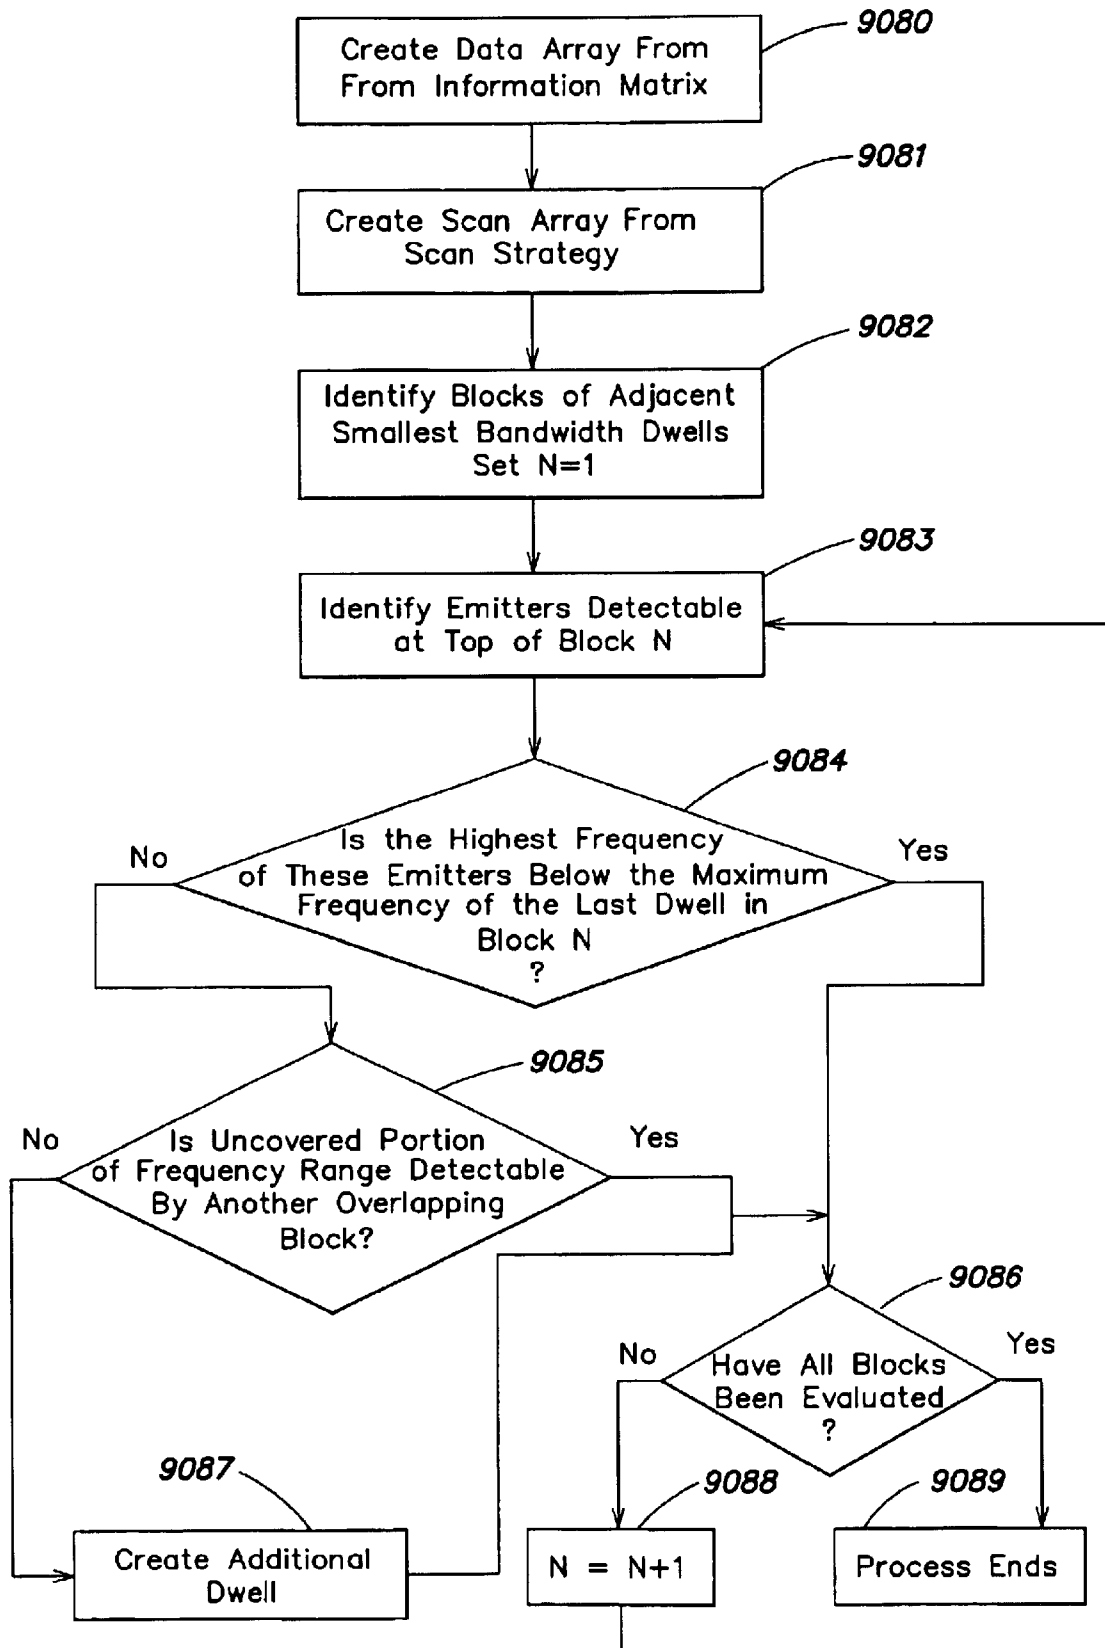 9080
Create Data Array From
From Information Matrix
9081
Create Scan Array From
Scan Strategy
9082
Identify Blocks of Adjacent
Smallest Bandwidth Dwells
Set N=1
9083
Identify Emitters Detectable
at Top of Block N
9084
Is the Highest Frequency
of These Emitters Below the Maximum
Frequency of the Last Dwell in
Block N
?
No
Yes
9085
Is Uncovered Portion
of Frequency Range Detectable
By Another Overlapping
Block?
No
Yes
9086
Have All Blocks
Been Evaluated
?
No
Yes
9087
Create Additional
Dwell
9088
N = N+1
9089
Process Ends